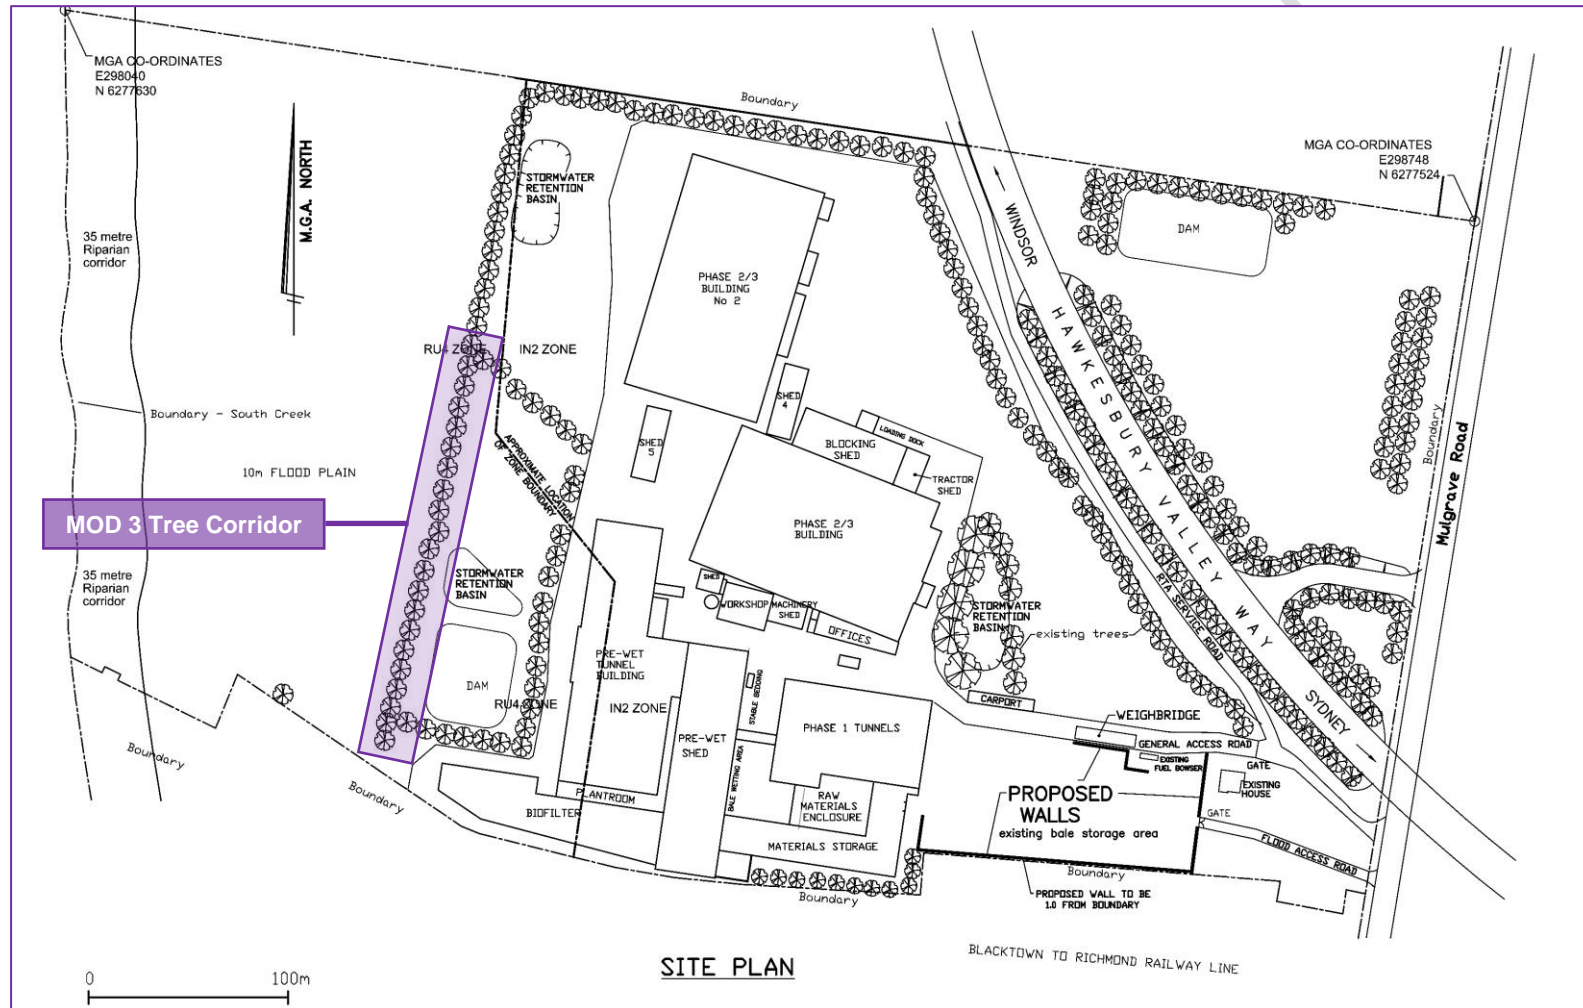 MGA CO-ORDINATES
E298040
N 6277630
Boundary
MGA CO-ORDINATES
E298748
N 6277524
M.G.A. NORTH
STORMWATER
RETENTION
BASIN
WINDSOR
DAM
35 metre
Riparian
corridor
PHASE 2/3
BUILDING
No 2
HAWKESBURY VALLEY WAY
RU4 ZONE
IN2 ZONE
Boundary - South Creek
SHED
4
LOADING DOCK
BLOCKING
SHED
SHED
5
APPROXIMATE LOCATION
OF ZONE BOUNDARY
10m FLOOD PLAIN
TRACTOR
SHED
Boundary
Mulgrave Road
MOD 3 Tree Corridor
PHASE 2/3
BUILDING
35 metre
Riparian
corridor
STORMWATER
RETENTION
BASIN
SHED
WORKSHOP
MACHINERY
SHED
OFFICES
STORMWATER
RETENTION
BASIN
existing trees
RTA SERVICE ROAD
PRE-WET
TUNNEL
BUILDING
DAM
RU4 ZONE
IN2 ZONE
STABLE BEDDING
CARPORT
SYDNEY
PHASE 1 TUNNELS
WEIGHBRIDGE
GENERAL ACCESS ROAD
PRE-WET
SHED
BALE WETTING AREA
EXISTING
FUEL BOWSER
GATE
EXISTING
HOUSE
Boundary
Boundary
PLANTROOM
BIOFILTER
RAW
MATERIALS
ENCLOSURE
PROPOSED
WALLS
existing bale storage area
GATE
FLOOD ACCESS ROAD
MATERIALS STORAGE
Boundary
Boundary
PROPOSED WALL TO BE
1.0 FROM BOUNDARY
SITE PLAN
BLACKTOWN TO RICHMOND RAILWAY LINE
0
100m